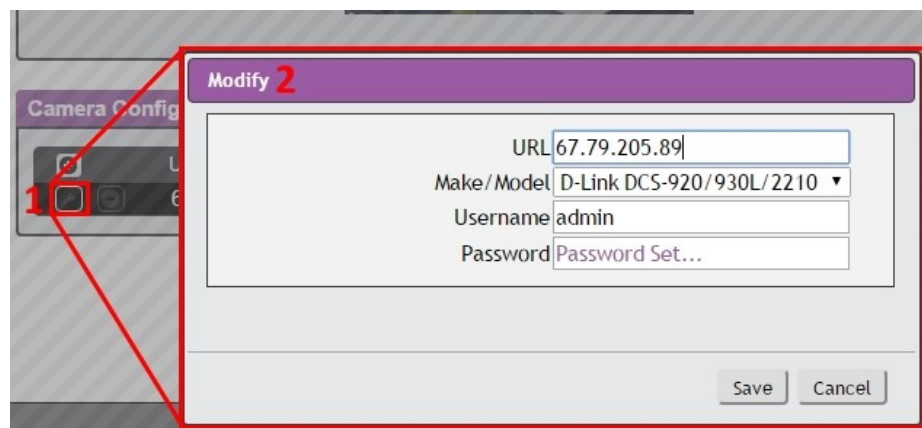 Modify 2
Camera Config
URL 67.79.205.89
Make/Model D-Link DCS-920/930L/2210
Username admin
Password Password Set...
U
1
6
Save Cancel